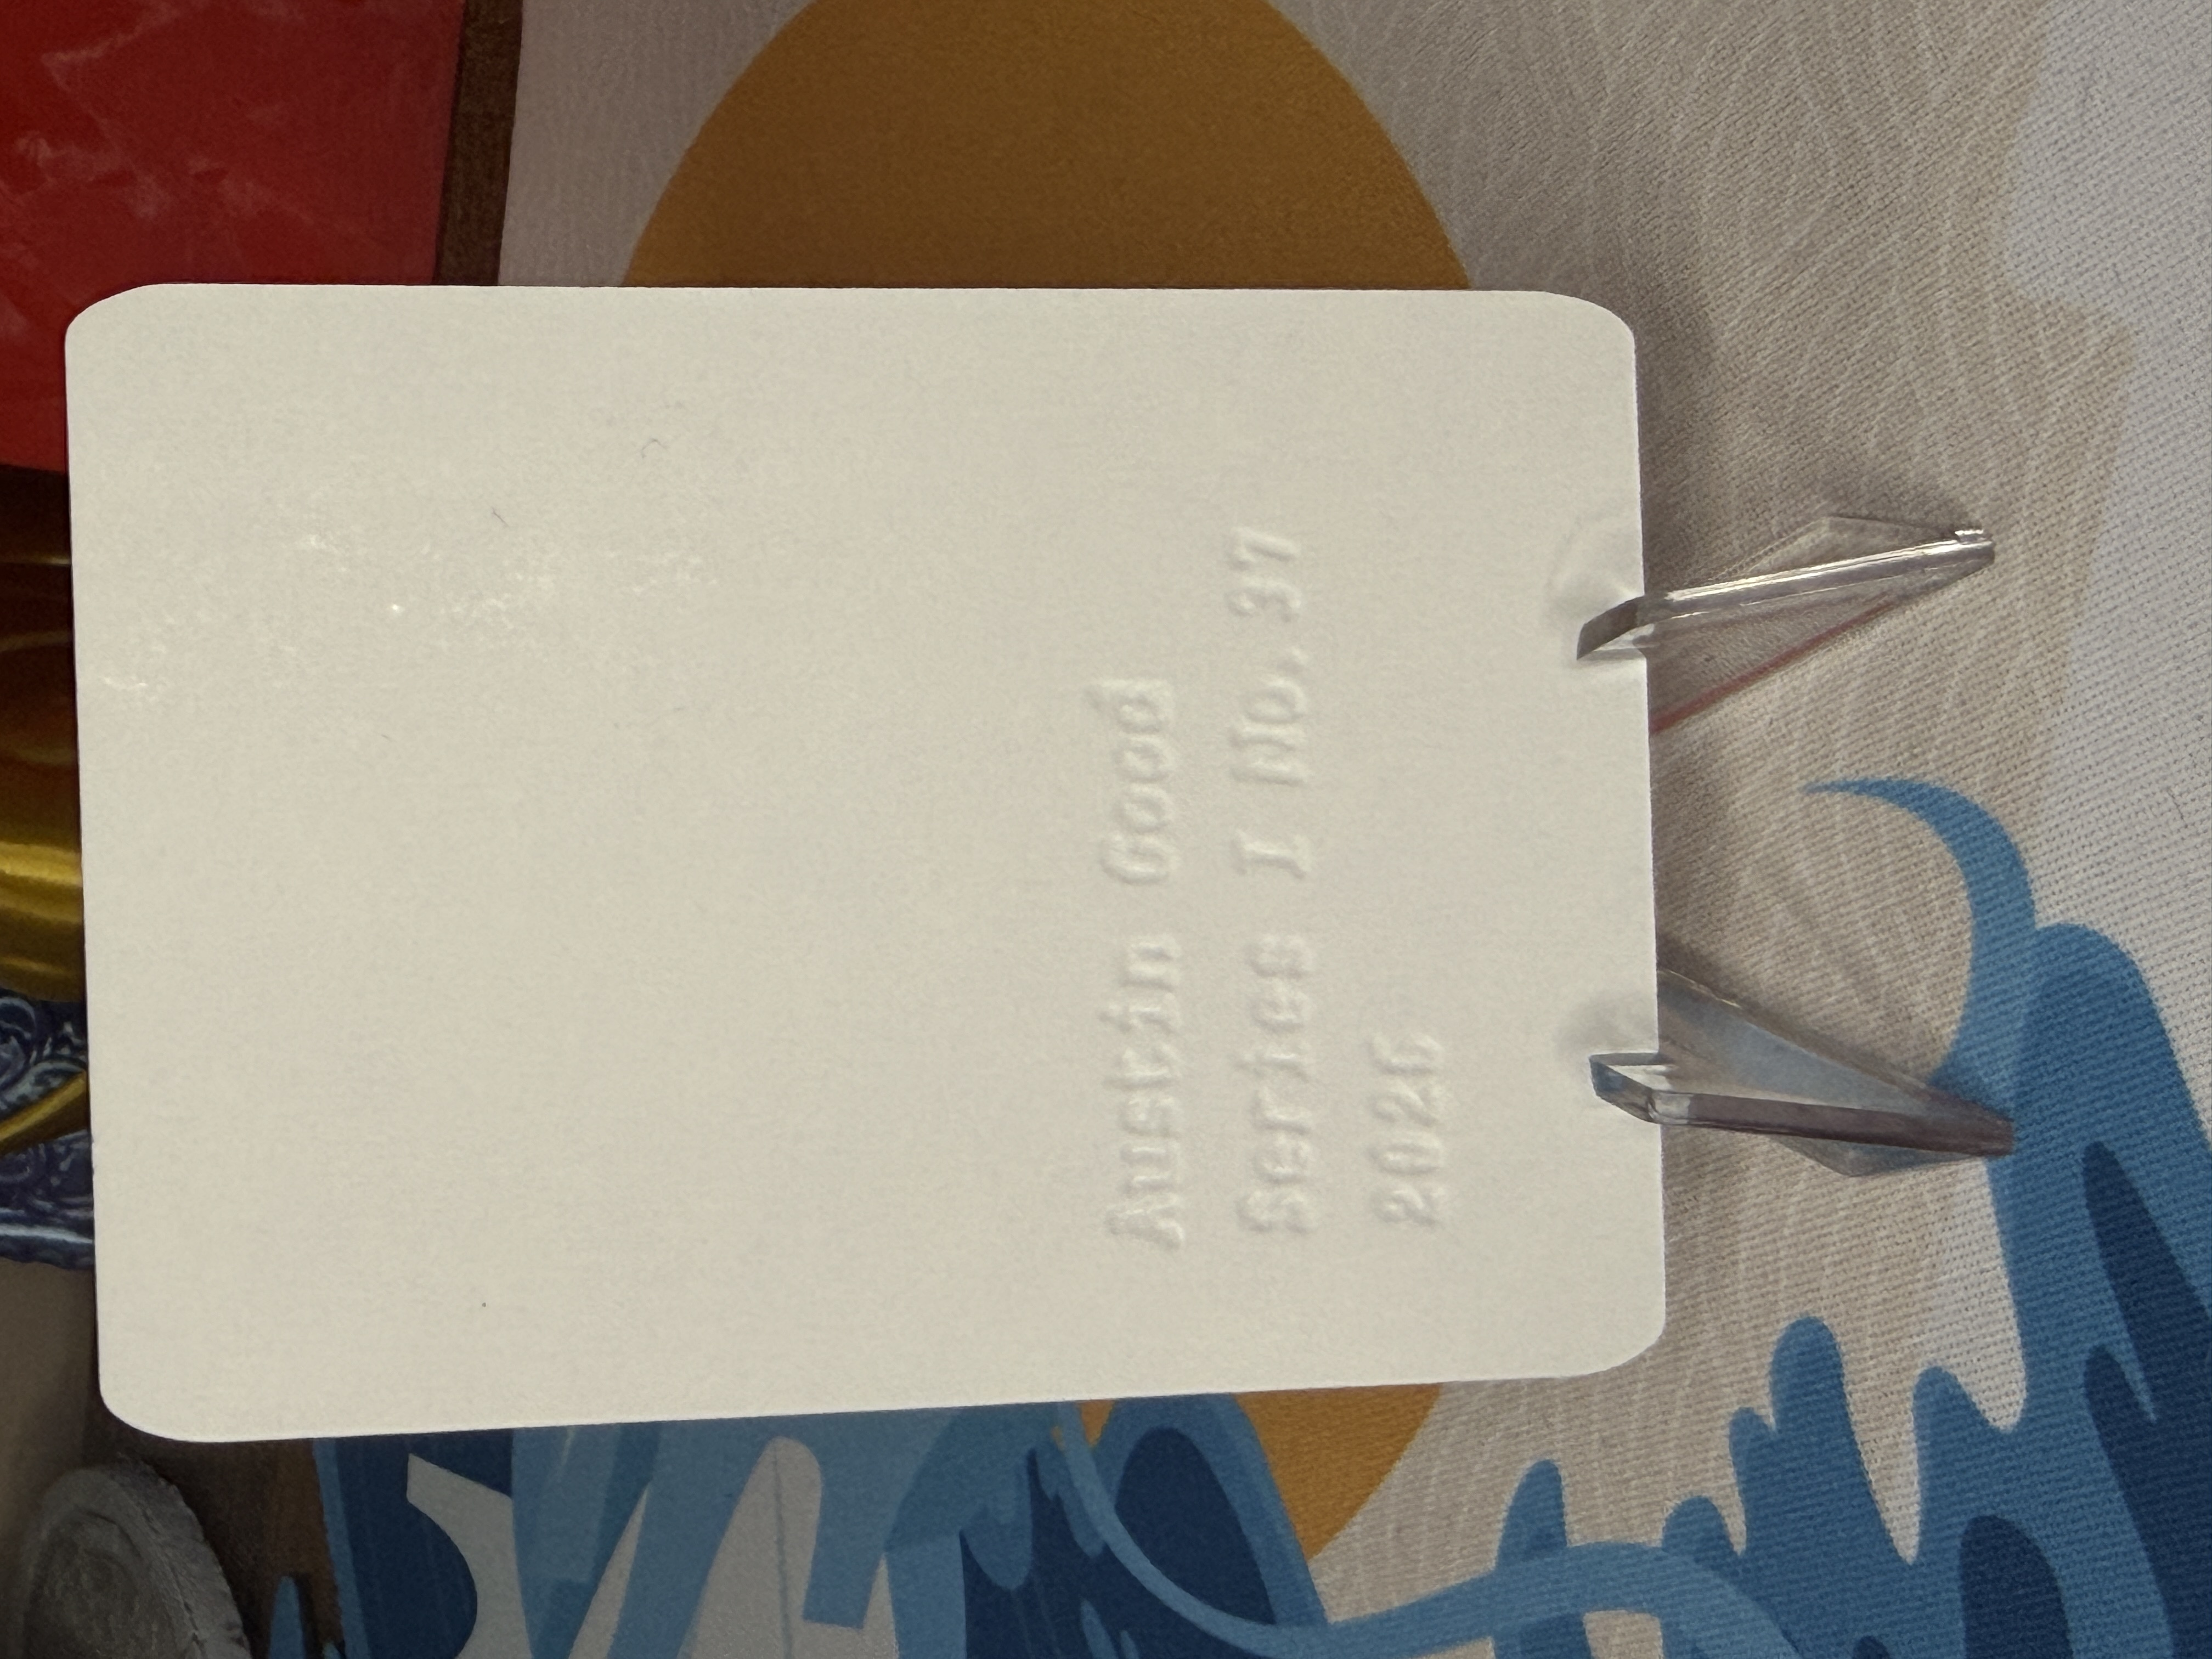 Austin Good
Series I No. 37
2026